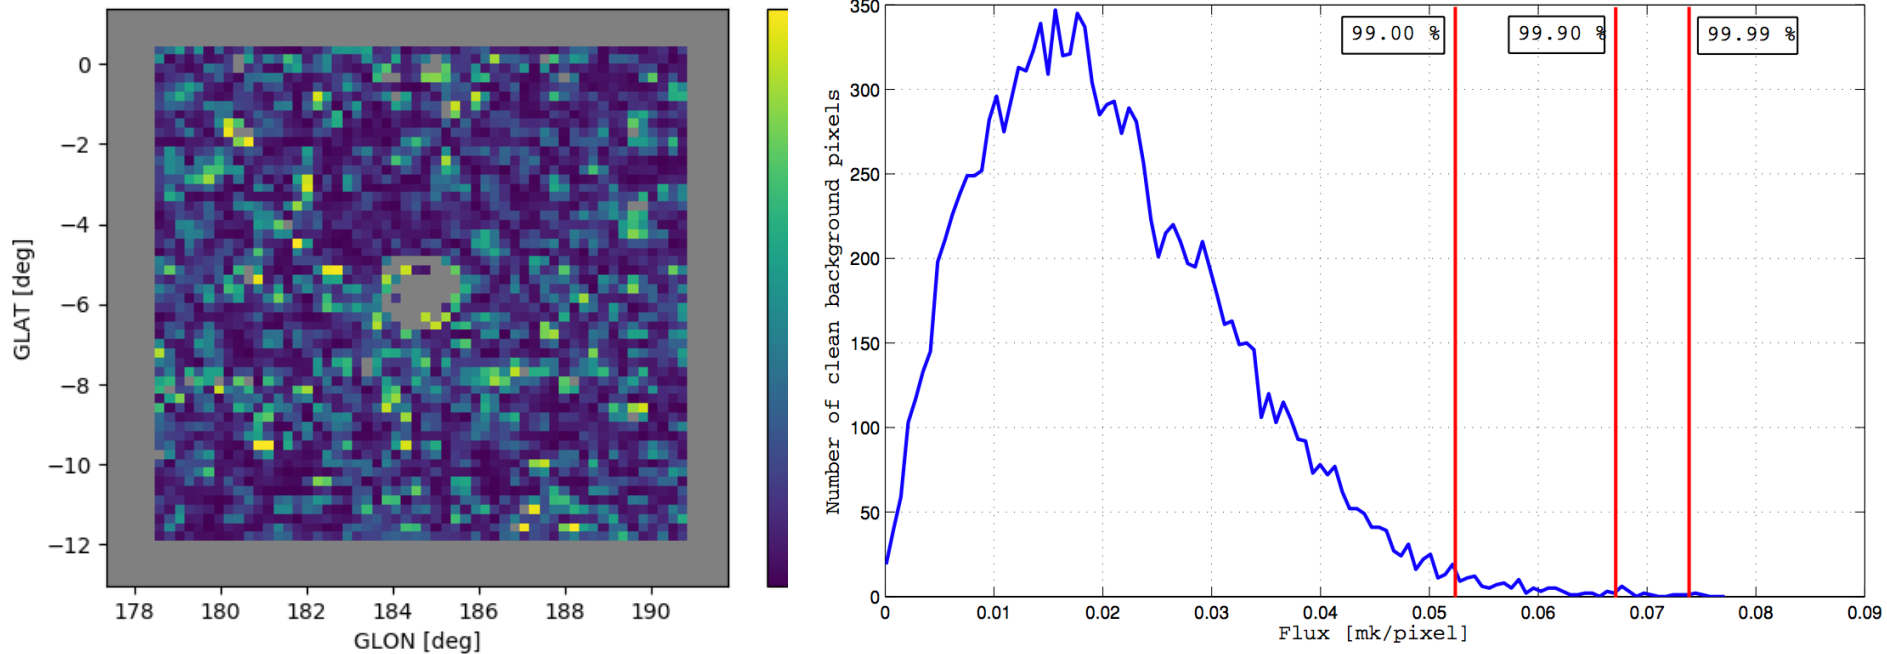 0
−2
−4
−6
−8
−10
−12
GLAT [deg]
178 180 182 184 186 188 190
GLON [deg]
350
300
250
200
150
100
50
0
Number of clean background pixels
99.00 % 99.90 % 99.99 %
0 0.01 0.02 0.03 0.04 0.05 0.06 0.07 0.08 0.09
Flux [mk/pixel]